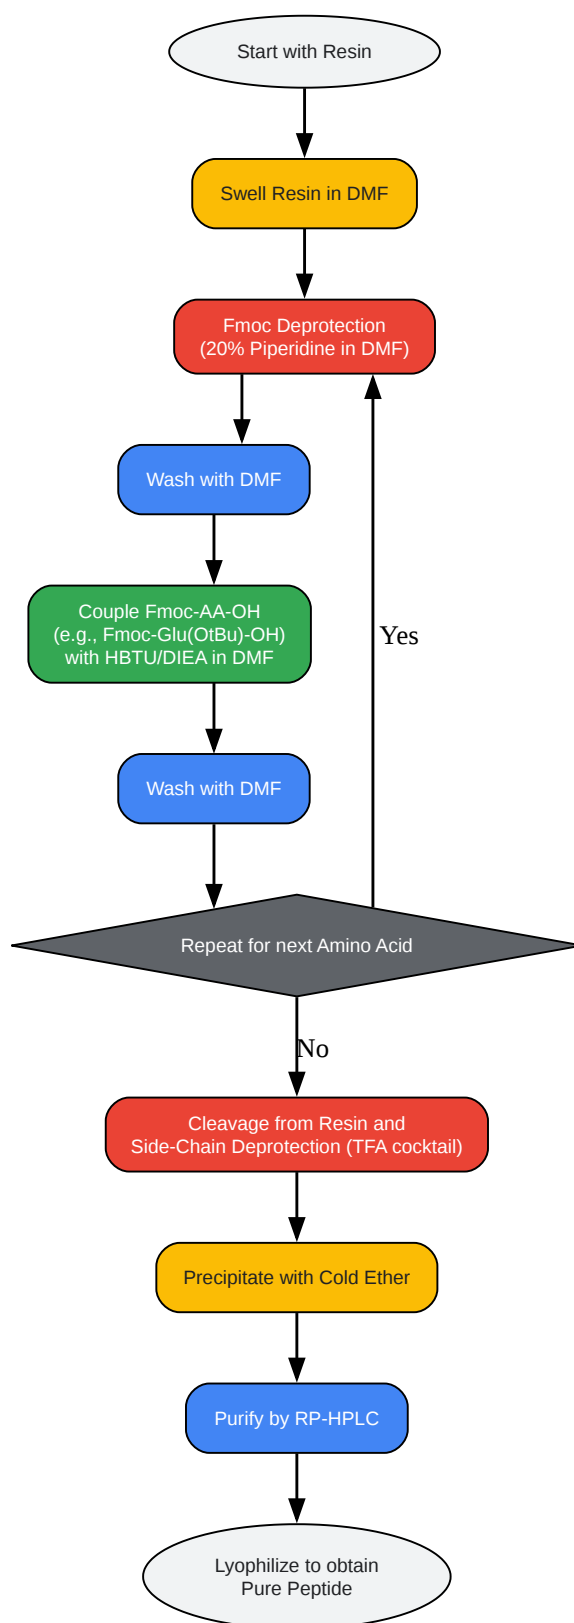 Start with Resin
Swell Resin in DMF
Fmoc Deprotection
(20% Piperidine in DMF)
Wash with DMF
Couple Fmoc-AA-OH
(e.g., Fmoc-Glu(OtBu)-OH)
with HBTU/DIEA in DMF
Yes
Wash with DMF
Repeat for next Amino Acid
No
Cleavage from Resin and
Side-Chain Deprotection (TFA cocktail)
Precipitate with Cold Ether
Purify by RP-HPLC
Lyophilize to obtain
Pure Peptide